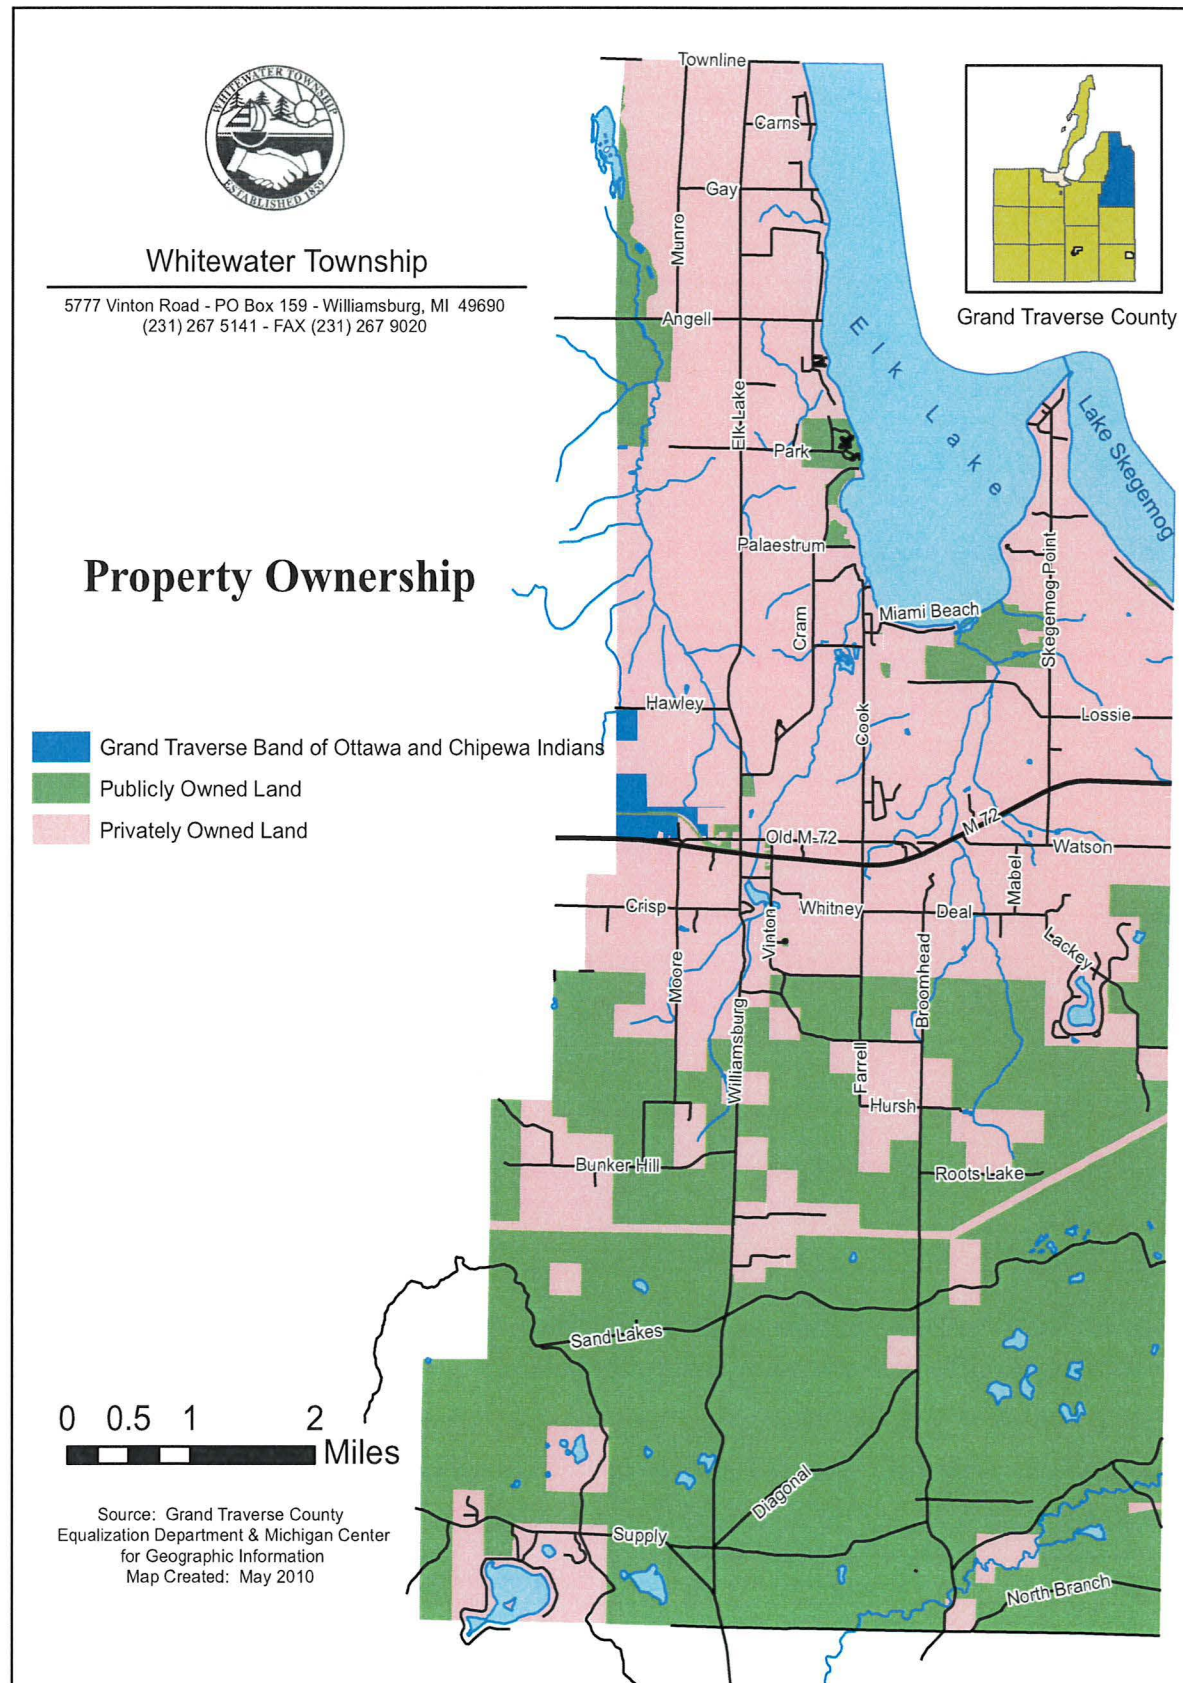 WHITEWATER TOWNSHIP
ESTABLISHED 1859
Whitewater Township
5777 Vinton Road - PO Box 159 - Williamsburg, MI 49690
(231) 267 5141 - FAX (231) 267 9020
Property Ownership
Grand Traverse Band of Ottawa and Chipewa Indians
Publicly Owned Land
Privately Owned Land
0 0.5 1 2
Miles
Source: Grand Traverse County
Equalization Department & Michigan Center
for Geographic Information
Map Created: May 2010
Grand Traverse County
Townline
Carns
Gay
Munro
Angell
Elk Lake
Elk Lake
Lake Skegemog
Park
Palaestrum
Cram
Miami Beach
Skegemog Point
Hawley
Cook
Lossie
Old M-72
M-72
Watson
Mabel
Crisp
Whitney
Deal
Vinton
Lackey
Moore
Broomhead
Williamsburg
Farrell
Hursh
Bunker Hill
Roots Lake
Sand Lakes
Diagonal
Supply
North Branch